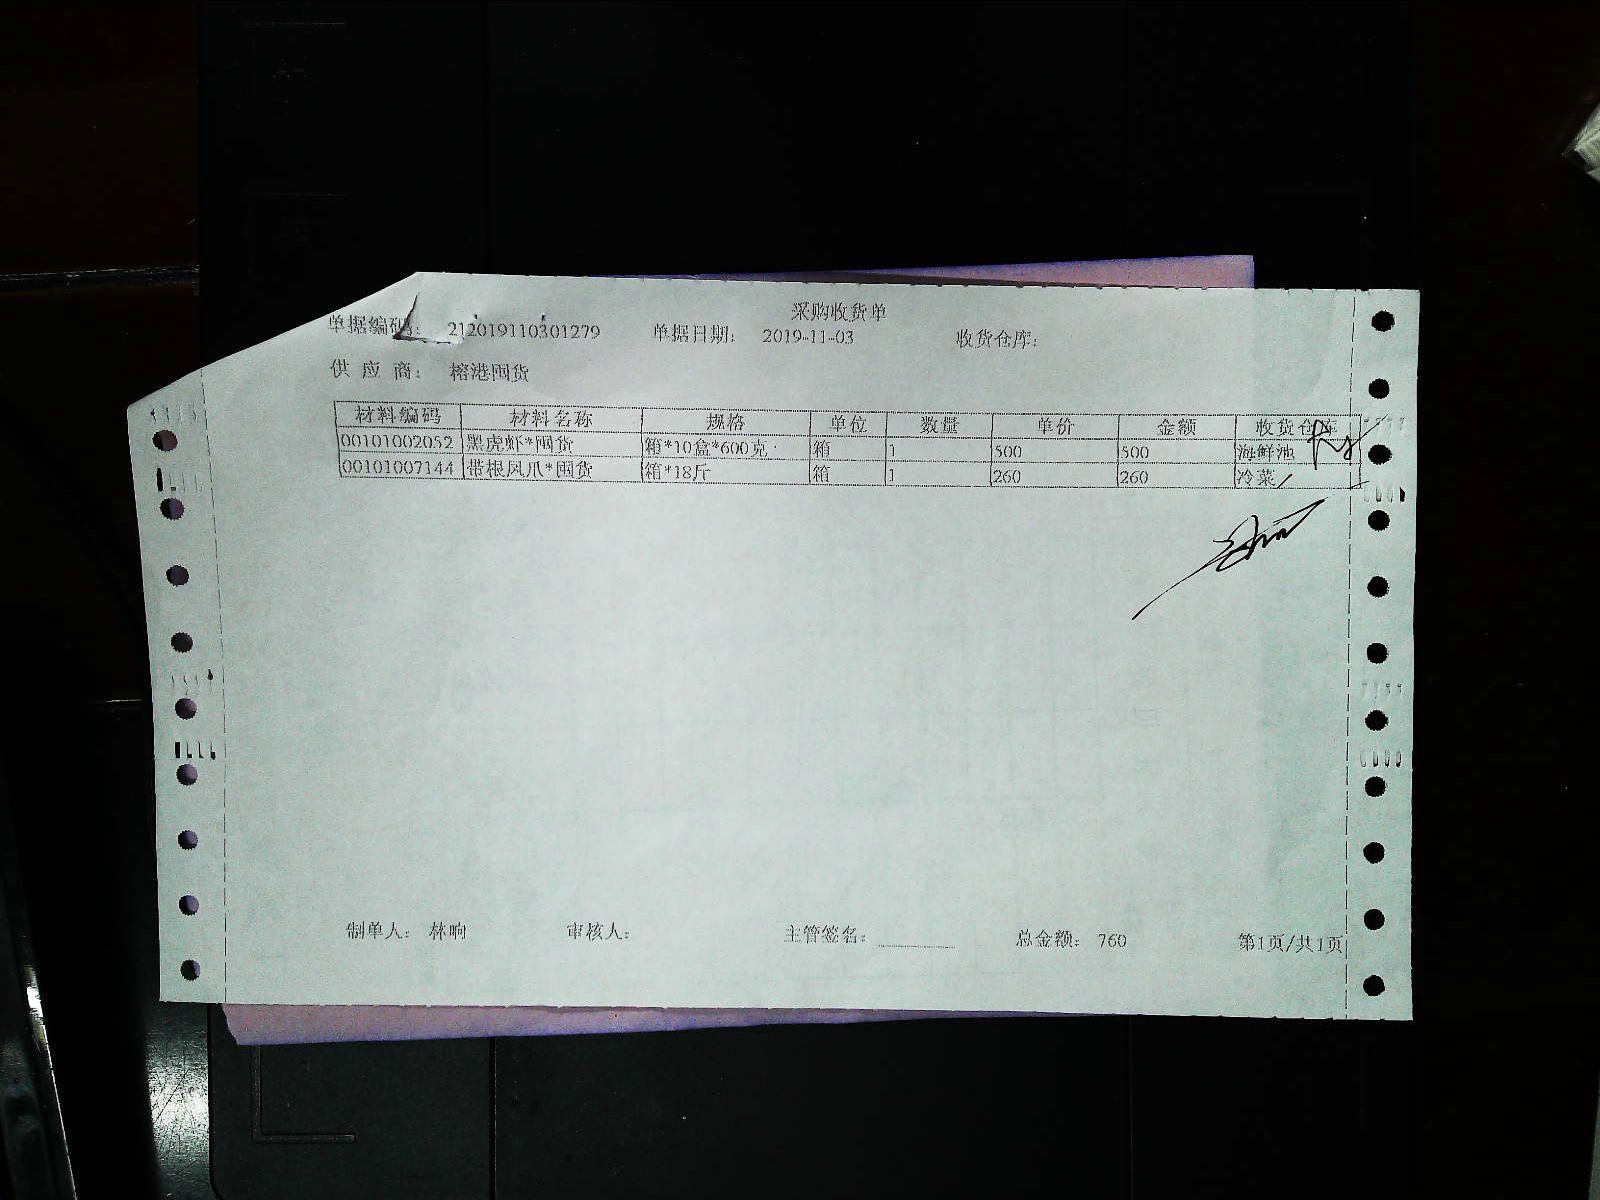 采购收货单
单据编码： 212019110301279 单据日期： 2019-11-03 收货仓库：
供 应 商： 榕港囤货
材料编码 材料名称 规格 单位 数量 单价 金额 收货仓库
00101002052 黑虎虾*囤货 箱*10盒*600克 箱 1 500 500 海鲜池
00101007144 带根凤爪*囤货 箱*18斤 箱 1 260 260 冷菜
制单人： 林响 审核人： 主管签名： 总金额： 760 第1页/共1页